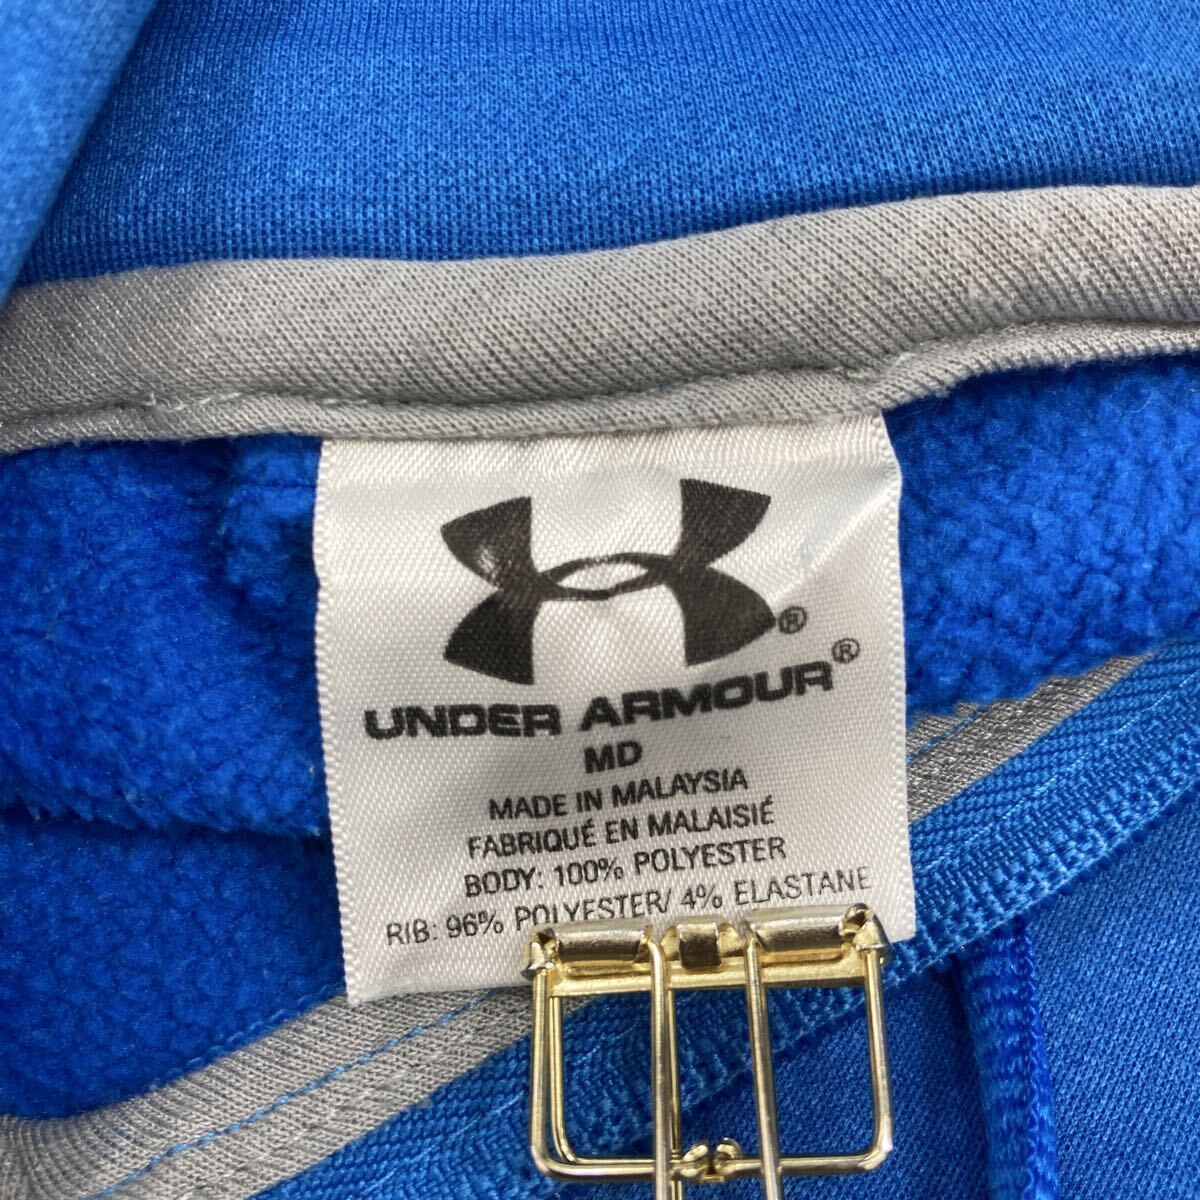 ®
UNDER ARMOUR®
MD
MADE IN MALAYSIA
FABRIQUÉ EN MALAISIÉ
BODY: 100% POLYESTER
RIB: 96% POLYESTER/ 4% ELASTANE